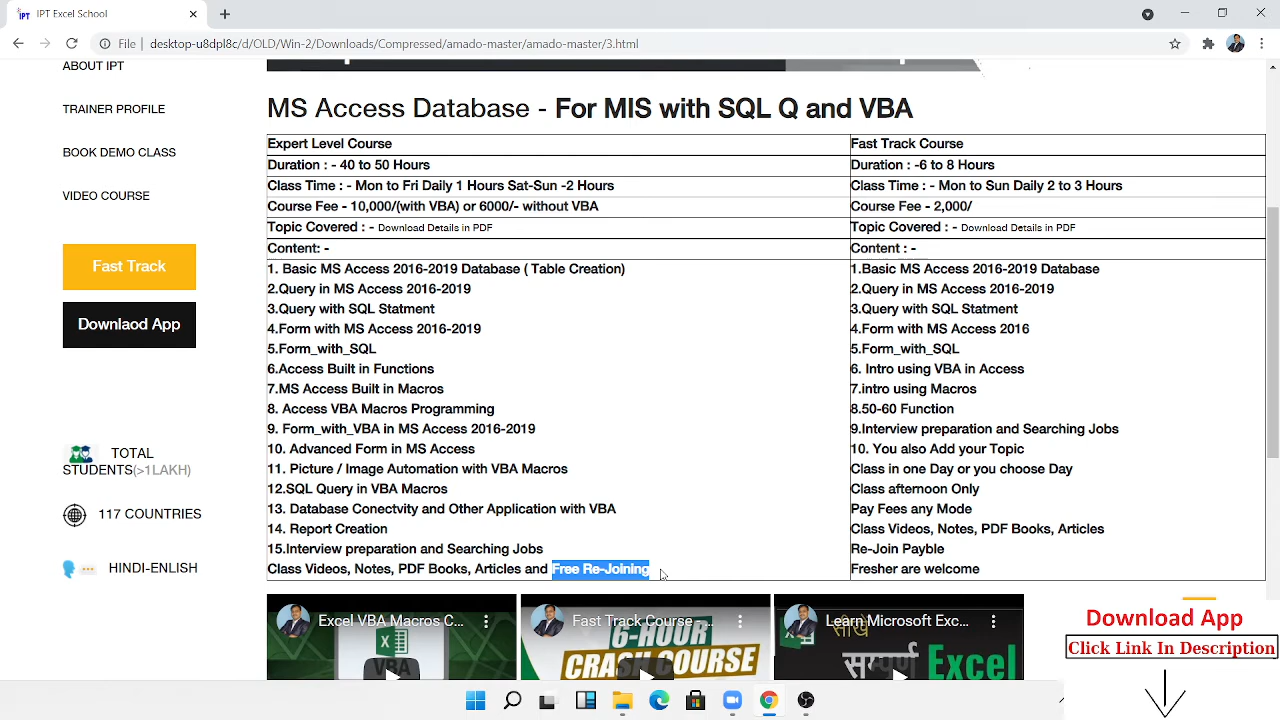 IPT
IPT Excel School
File
desktop-u8dpl8c/d/OLD/Win-2/Downloads/Compressed/amado-master/amado-master/3.html
ABOUT IPT
TRAINER PROFILE
BOOK DEMO CLASS
VIDEO COURSE
Fast Track
Downlaod App
TOTAL
STUDENTS(>1LAKH)
117 COUNTRIES
HINDI-ENLISH
MS Access Database - For MIS with SQL Q and VBA
Expert Level Course
Duration : - 40 to 50 Hours
Class Time : - Mon to Fri Daily 1 Hours Sat-Sun -2 Hours
Course Fee - 10,000/(with VBA) or 6000/- without VBA
Topic Covered : - Download Details in PDF
Content: -
1. Basic MS Access 2016-2019 Database ( Table Creation)
2.Query in MS Access 2016-2019
3.Query with SQL Statment
4.Form with MS Access 2016-2019
5.Form_with_SQL
6.Access Built in Functions
7.MS Access Built in Macros
8. Access VBA Macros Programming
9. Form_with_VBA in MS Access 2016-2019
10. Advanced Form in MS Access
11. Picture / Image Automation with VBA Macros
12.SQL Query in VBA Macros
13. Database Conectvity and Other Application with VBA
14. Report Creation
15.Interview preparation and Searching Jobs
Class Videos, Notes, PDF Books, Articles and Free Re-Joining
Fast Track Course
Duration : -6 to 8 Hours
Class Time : - Mon to Sun Daily 2 to 3 Hours
Course Fee - 2,000/
Topic Covered : - Download Details in PDF
Content : -
1.Basic MS Access 2016-2019 Database
2.Query in MS Access 2016-2019
3.Query with SQL Statment
4.Form with MS Access 2016
5.Form_with_SQL
6. Intro using VBA in Access
7.intro using Macros
8.50-60 Function
9.Interview preparation and Searching Jobs
10. You also Add your Topic
Class in one Day or you choose Day
Class afternoon Only
Pay Fees any Mode
Class Videos, Notes, PDF Books, Articles
Re-Join Payble
Fresher are welcome
Excel VBA Macros C...
VBA
Fast Track Course - ...
6-HOUR
CRASH COURSE
Learn Microsoft Exc...
सीखे
सम्पूर्ण Excel
Download App
Click Link In Description